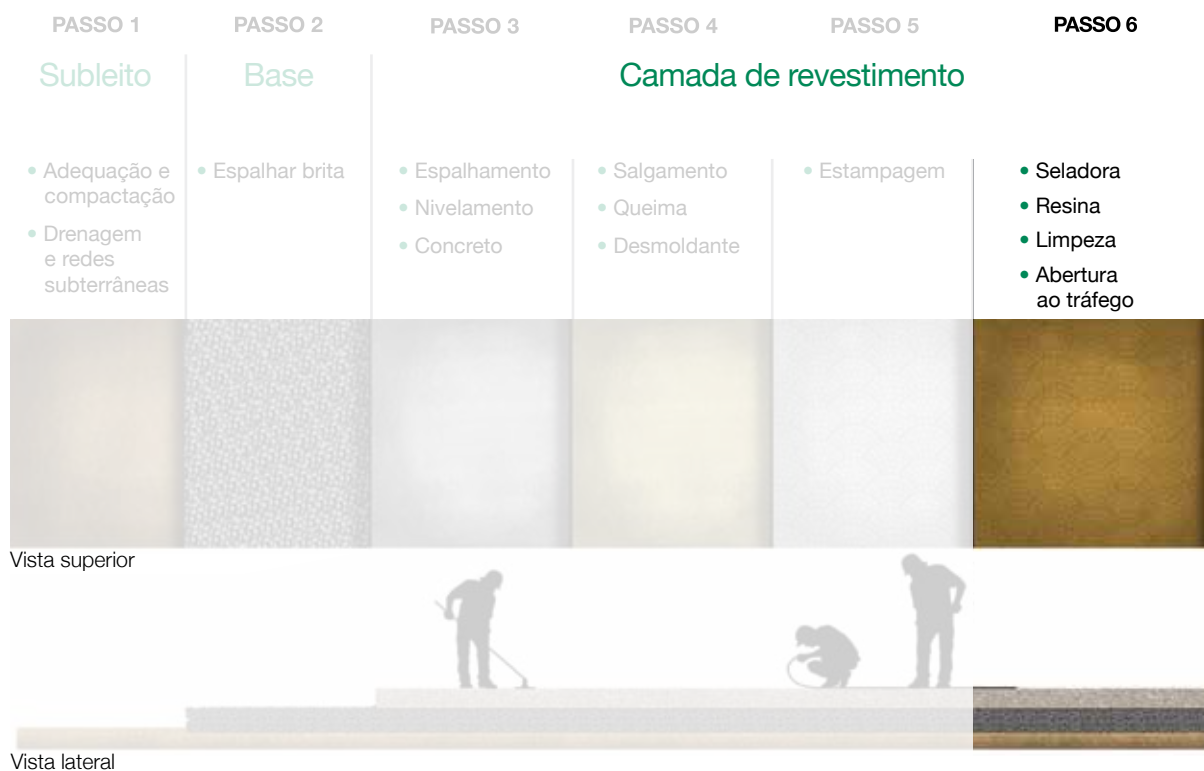 PASSO 1
PASSO 2
PASSO 3
PASSO 4
PASSO 5
PASSO 6
Subleito
Base
Camada de revestimento
• Adequação e
compactação
• Drenagem
e redes
subterrâneas
• Espalhar brita
• Espalhamento
• Nivelamento
• Concreto
• Salgamento
• Queima
• Desmoldante
• Estampagem
• Seladora
• Resina
• Limpeza
• Abertura
ao tráfego
Vista superior
Vista lateral